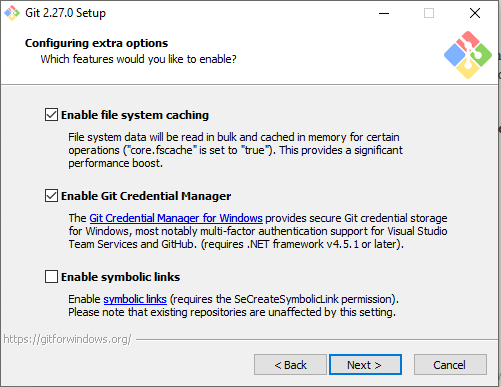 Git 2.27.0 Setup
Configuring extra options
Which features would you like to enable?
Enable file system caching
File system data will be read in bulk and cached in memory for certain
operations ("core.fscache" is set to "true"). This provides a significant
performance boost.
Enable Git Credential Manager
The Git Credential Manager for Windows provides secure Git credential storage
for Windows, most notably multi-factor authentication support for Visual Studio
Team Services and GitHub. (requires .NET framework v4.5.1 or later).
Enable symbolic links
Enable symbolic links (requires the SeCreateSymbolicLink permission).
Please note that existing repositories are unaffected by this setting.
https://gitforwindows.org/
< Back
Next >
Cancel